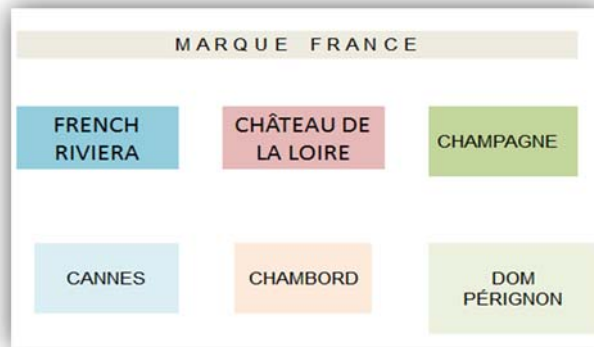 MARQUE FRANCE
FRENCH
RIVIERA
CHÂTEAU DE
LA LOIRE
CHAMPAGNE
CANNES
CHAMBORD
DOM
PÉRIGNON